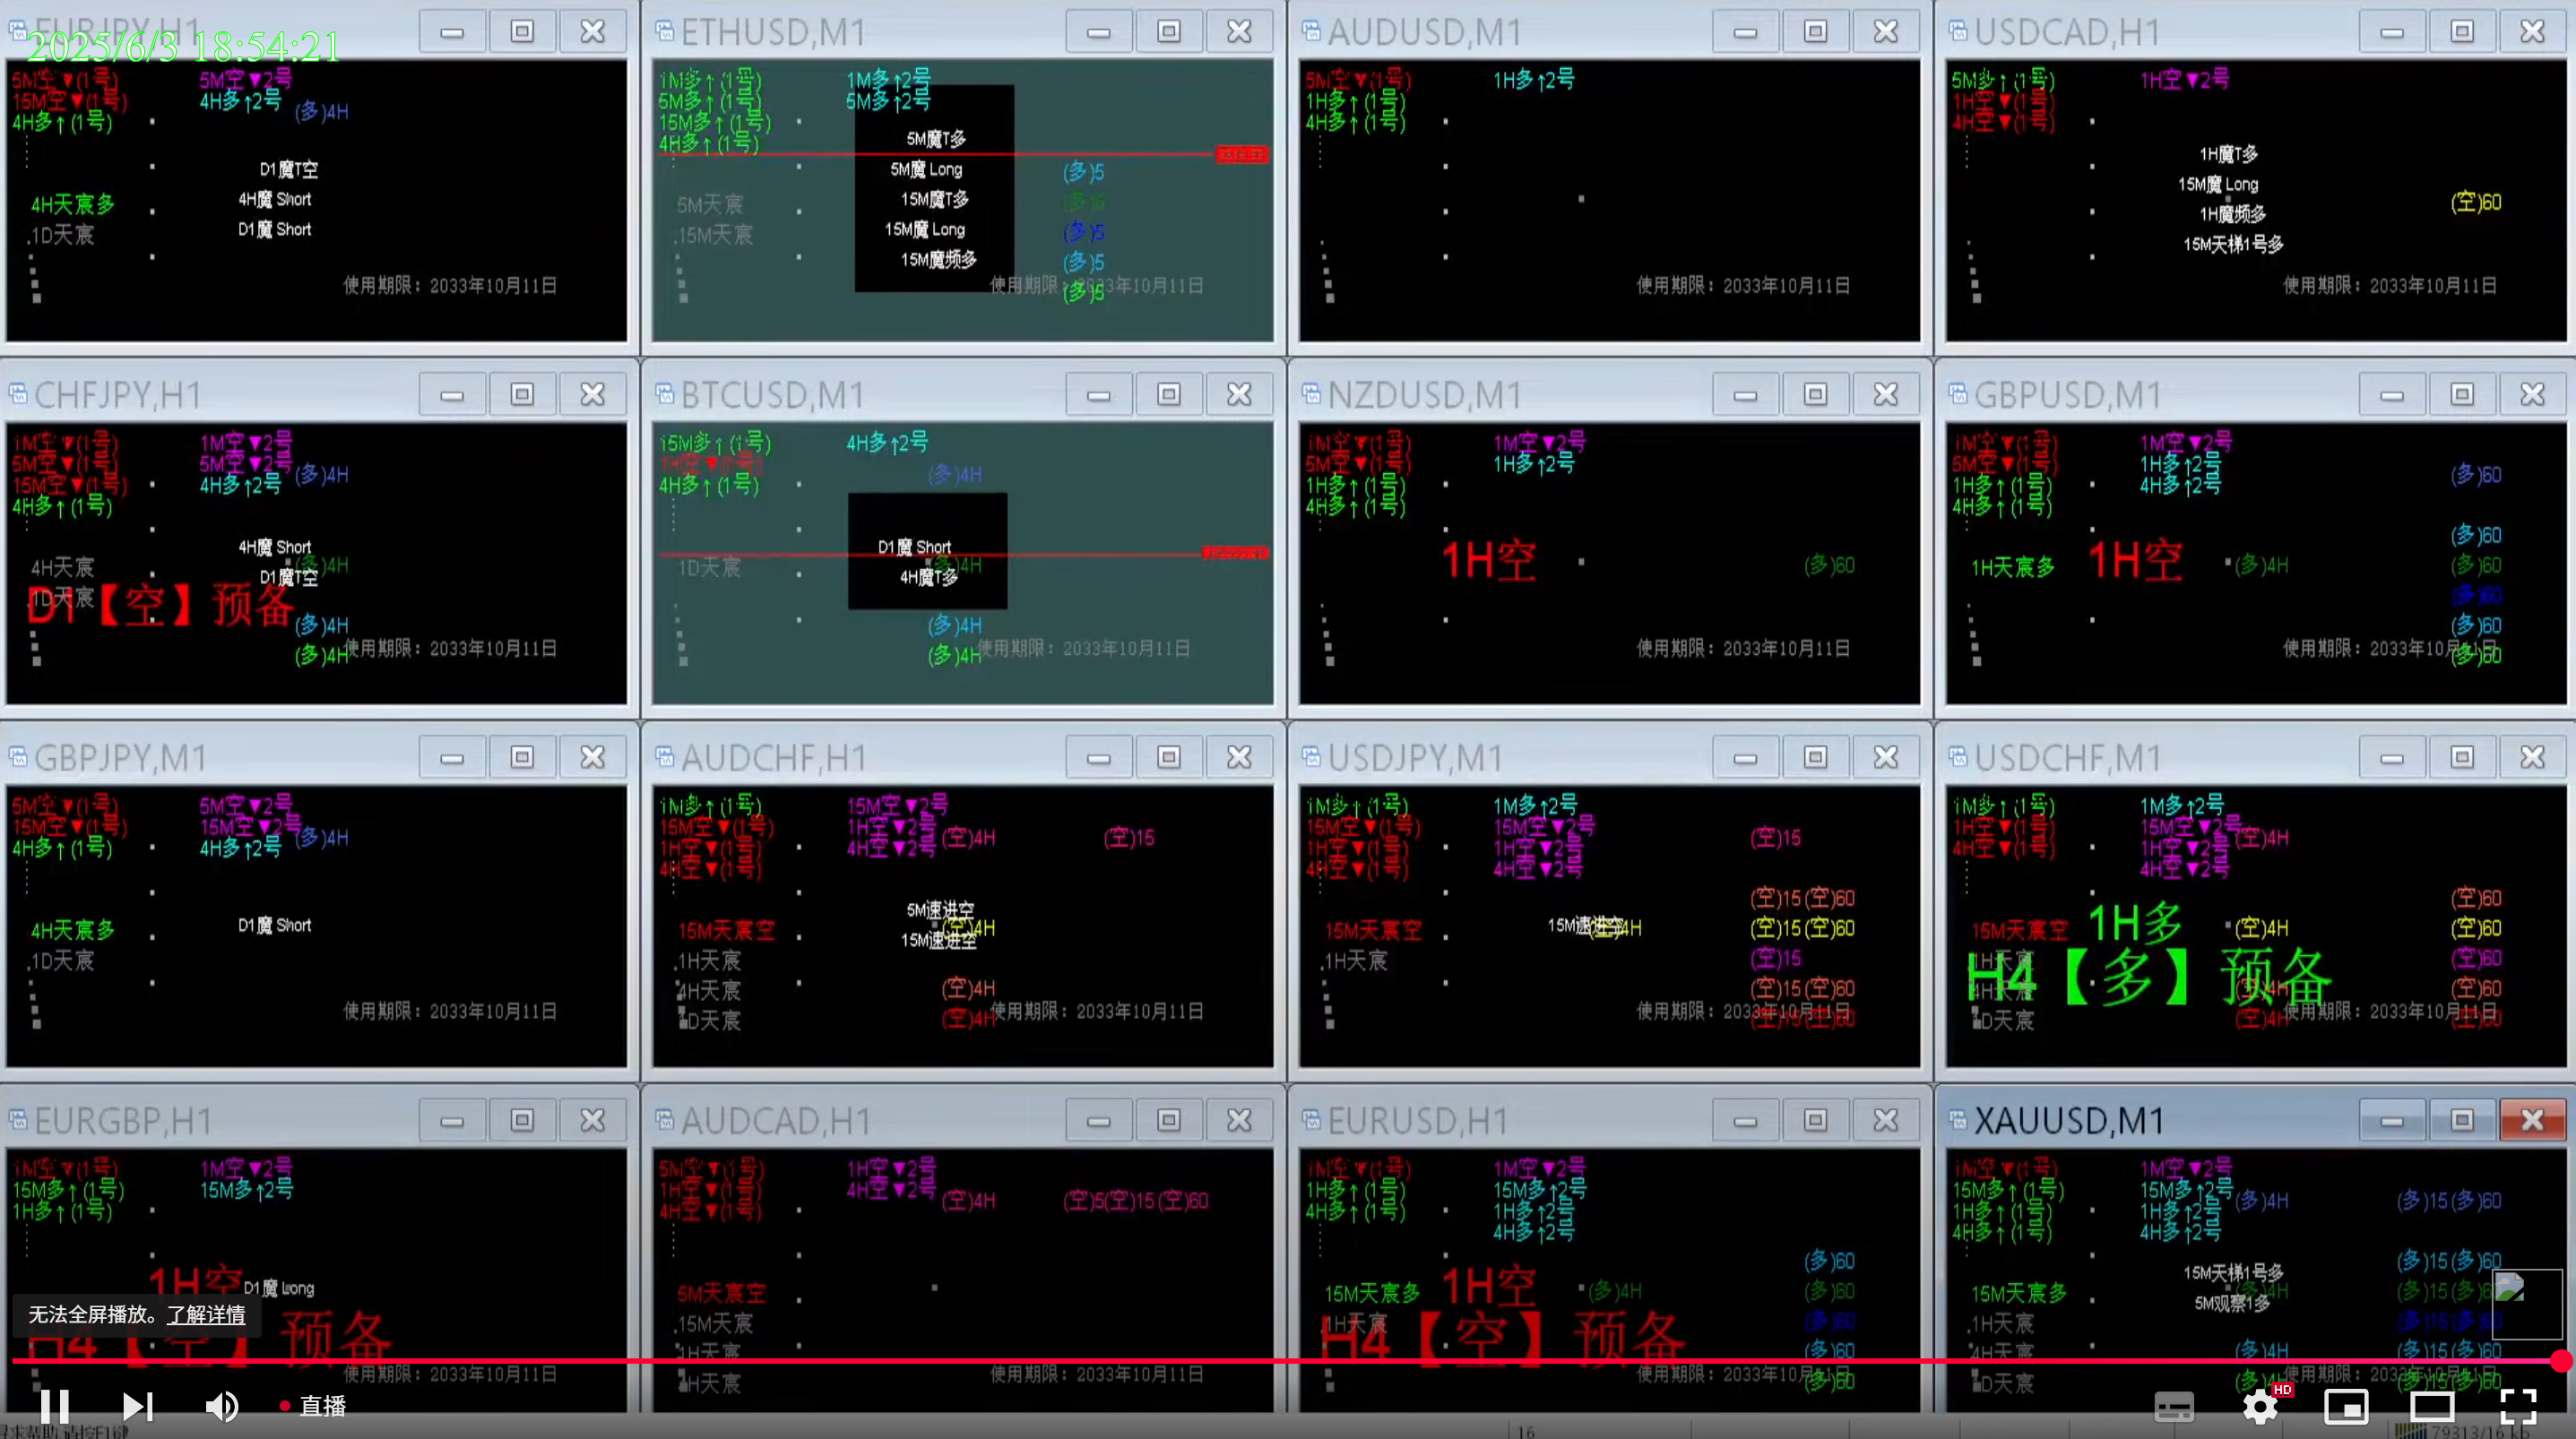 EURJPY,H1
2025/6/3 18:54:21
5M空▼(1号)
15M空▼(1号)
4H多↑(1号)
5M空▼2号
4H多↑2号
(多)4H
D1魔T空
4H魔 Short
D1魔 Short
4H天宸多
.1D天宸
使用期限：2033年10月11日
ETHUSD,M1
1M多↑(1号)
5M多↑(1号)
15M多↑(1号)
4H多↑(1号)
1M多↑2号
5M多↑2号
5M魔T多
5M魔 Long
15M魔T多
15M魔 Long
15M魔频多
5M天宸
.15M天宸
(多)5
(多)5
(多)5
(多)5
(多)5
使用期限：2033年10月11日
AUDUSD,M1
5M空▼(1号)
1H多↑(1号)
4H多↑(1号)
1H多↑2号
使用期限：2033年10月11日
USDCAD,H1
5M多↑(1号)
1H空▼(1号)
4H空▼(1号)
1H空▼2号
1H魔T多
15M魔 Long
1H魔频多
15M天梯1号多
(空)60
使用期限：2033年10月11日
CHFJPY,H1
1M空▼(1号)
5M空▼(1号)
15M空▼(1号)
4H多↑(1号)
1M空▼2号
5M空▼2号
4H多↑2号
(多)4H
4H魔 Short
(多)4H
D1魔T空
4H天宸
.1D天宸
D1【空】预备
(多)4H
(多)4H
使用期限：2033年10月11日
BTCUSD,M1
15M多↑(1号)
1H空▼(1号)
4H多↑(1号)
4H多↑2号
(多)4H
D1魔 Short
(多)4H
4H魔T多
1D天宸
(多)4H
(多)4H
使用期限：2033年10月11日
NZDUSD,M1
1M空▼(1号)
5M空▼(1号)
1H多↑(1号)
4H多↑(1号)
1M空▼2号
1H多↑2号
1H空
(多)60
使用期限：2033年10月11日
GBPUSD,M1
1M空▼(1号)
5M空▼(1号)
1H多↑(1号)
4H多↑(1号)
1M空▼2号
1H多↑2号
4H多↑2号
(多)60
(多)60
1H天宸多
1H空
(多)4H
(多)60
(多)60
(多)60
(多)60
使用期限：2033年10月11日
GBPJPY,M1
5M空▼(1号)
15M空▼(1号)
4H多↑(1号)
5M空▼2号
15M空▼2号
4H多↑2号
(多)4H
4H天宸多
D1魔 Short
.1D天宸
使用期限：2033年10月11日
AUDCHF,H1
1M多↑(1号)
15M空▼(1号)
1H空▼(1号)
4H空▼(1号)
15M空▼2号
1H空▼2号
4H空▼2号
(空)4H
(空)15
5M速进空
(空)4H
15M速进空
15M天宸空
.1H天宸
4H天宸
1D天宸
(空)4H
(空)4H
使用期限：2033年10月11日
USDJPY,M1
1M多↑(1号)
15M空▼(1号)
1H空▼(1号)
4H空▼(1号)
1M多↑2号
15M空▼2号
1H空▼2号
4H空▼2号
(空)15
(空)15(空)60
15M天宸空
15M速进空
(空)4H
(空)15(空)60
.1H天宸
(空)15
(空)15(空)60
(空)15(空)60
使用期限：2033年10月11日
USDCHF,M1
1M多↑(1号)
1H空▼(1号)
4H空▼(1号)
1M多↑2号
15M空▼2号
1H空▼2号
4H空▼2号
(空)4H
(空)60
15M天宸空
1H多
(空)4H
(空)60
1H天宸
(空)60
H4【多】预备
4H天宸
(空)4H
(空)60
1D天宸
(空)4H
(空)60
使用期限：2033年10月11日
EURGBP,H1
1M空▼(1号)
15M多↑(1号)
1H多↑(1号)
1M空▼2号
15M多↑2号
1H空
D1魔 Long
H4【空】预备
使用期限：2033年10月11日
AUDCAD,H1
5M空▼(1号)
1H空▼(1号)
4H空▼(1号)
1H空▼2号
4H空▼2号
(空)4H
(空)5(空)15(空)60
5M天宸空
.15M天宸
1H天宸
4H天宸
使用期限：2033年10月11日
EURUSD,H1
1M空▼(1号)
1H多↑(1号)
4H多↑(1号)
1M空▼2号
15M多↑2号
1H多↑2号
4H多↑2号
(多)60
15M天宸多
1H空
(多)4H
(多)60
.1H天宸
(多)60
H4【空】预备
(多)60
(多)60
使用期限：2033年10月11日
XAUUSD,M1
1M空▼(1号)
15M多↑(1号)
1H多↑(1号)
4H多↑(1号)
1M空▼2号
15M多↑2号
1H多↑2号
4H多↑2号
(多)4H
(多)15(多)60
(多)15(多)60
15M天梯1号多
15M天宸多
(多)4H
(多)15(多)6
5M观察1多
.1H天宸
(多)15(多)60
4H天宸
(多)4H
(多)15(多)60
1D天宸
(多)4H
(多)15(多)60
使用期限：2033年10月11日
无法全屏播放。了解详情
直播
HD
寻求帮助,请按F1键
16
79313/16 kb